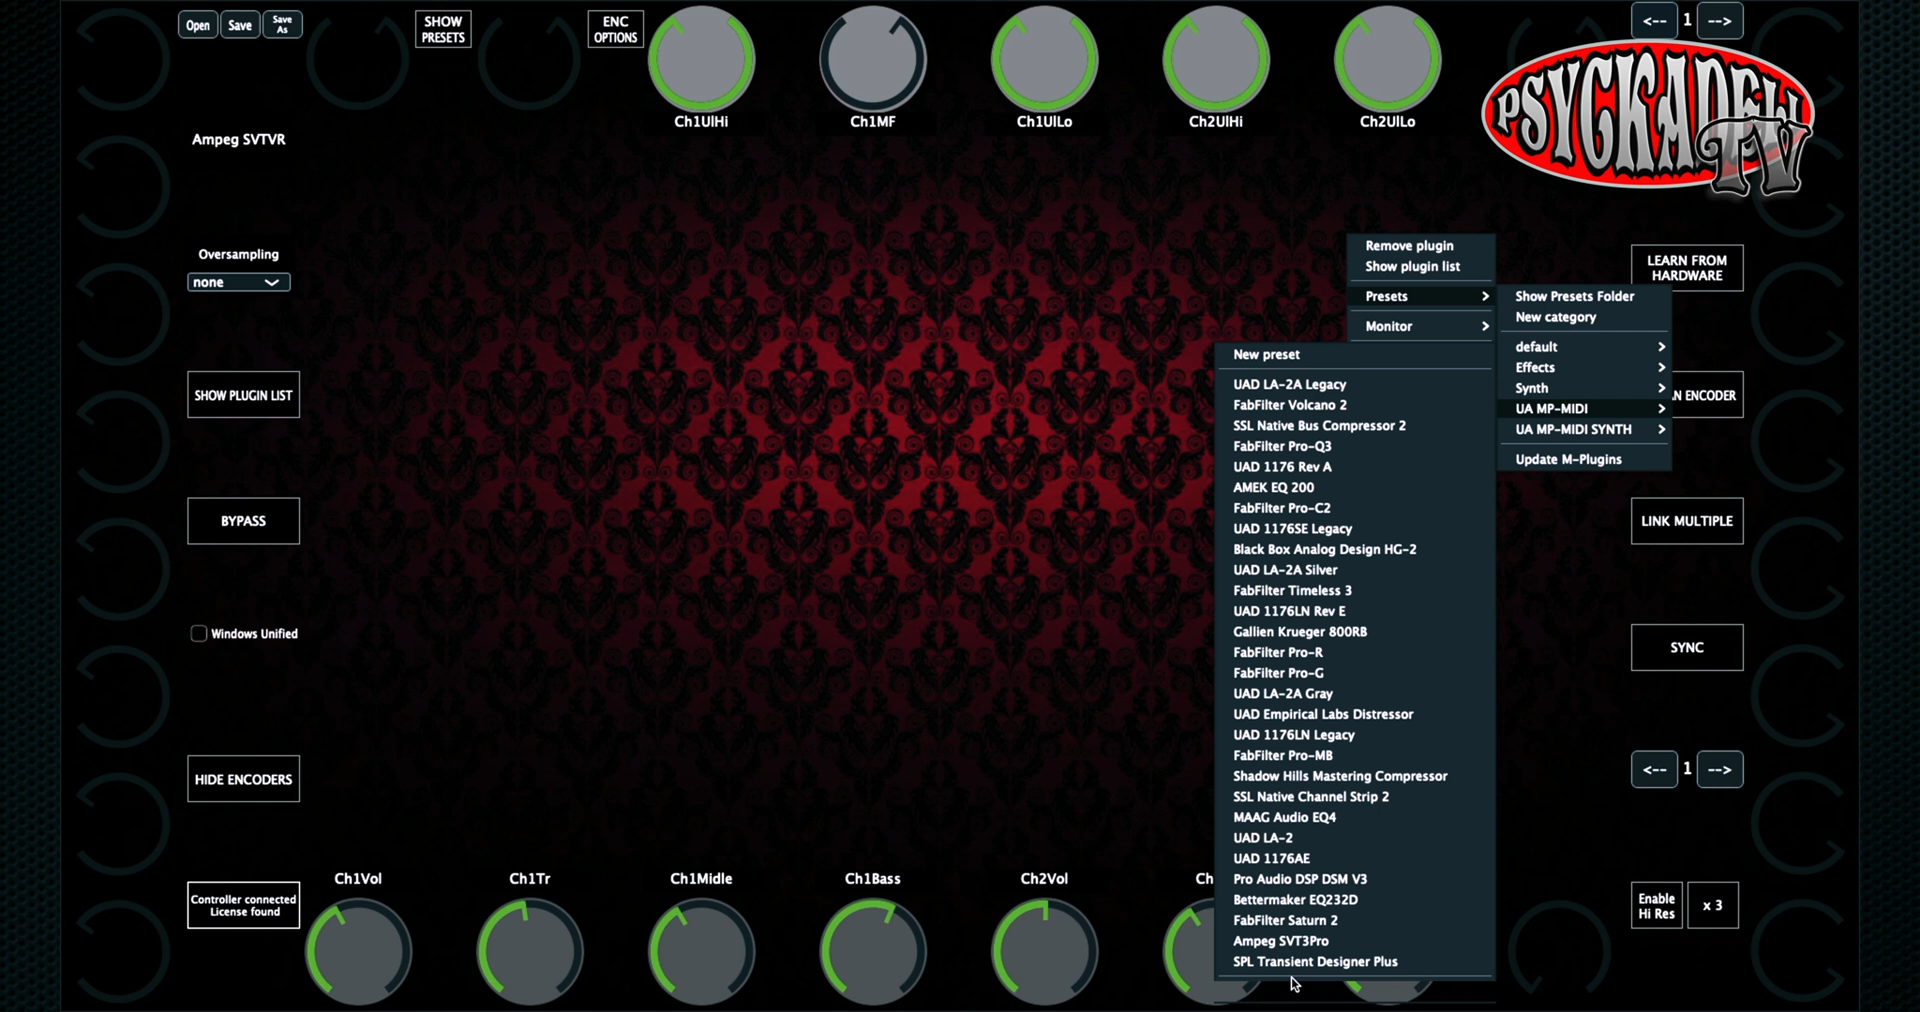 Open
Save
Save
As
SHOW
PRESETS
ENC
OPTIONS
<--
1
-->
PSYCKADELI
TV
Ch1UlHi
Ch1MF
Ch1UlLo
Ch2UlHi
Ch2UlLo
Ampeg SVTVR
Oversampling
none
SHOW PLUGIN LIST
BYPASS
Windows Unified
HIDE ENCODERS
Controller connected
License found
Remove plugin
Show plugin list
Presets
Monitor
Show Presets Folder
New category
default
Effects
Synth
UA MP-MIDI
UA MP-MIDI SYNTH
Update M-Plugins
New preset
UAD LA-2A Legacy
FabFilter Volcano 2
SSL Native Bus Compressor 2
FabFilter Pro-Q3
UAD 1176 Rev A
AMEK EQ 200
FabFilter Pro-C2
UAD 1176SE Legacy
Black Box Analog Design HG-2
UAD LA-2A Silver
FabFilter Timeless 3
UAD 1176LN Rev E
Gallien Krueger 800RB
FabFilter Pro-R
FabFilter Pro-G
UAD LA-2A Gray
UAD Empirical Labs Distressor
UAD 1176LN Legacy
FabFilter Pro-MB
Shadow Hills Mastering Compressor
SSL Native Channel Strip 2
MAAG Audio EQ4
UAD LA-2
UAD 1176AE
Pro Audio DSP DSM V3
Bettermaker EQ232D
FabFilter Saturn 2
Ampeg SVT3Pro
SPL Transient Designer Plus
LEARN FROM
HARDWARE
N ENCODER
LINK MULTIPLE
SYNC
<--
1
-->
Enable
Hi Res
x 3
Ch1Vol
Ch1Tr
Ch1Midle
Ch1Bass
Ch2Vol
Ch